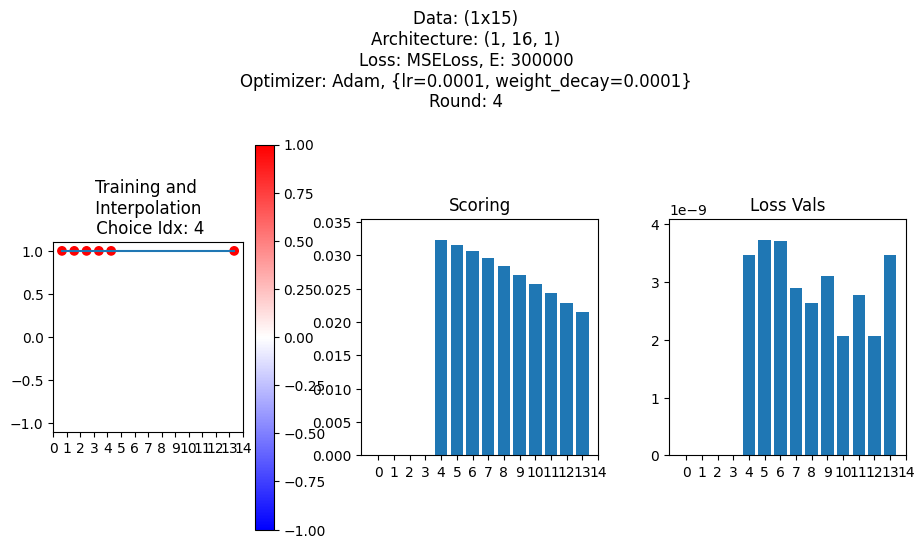 Data: (1x15)
Architecture: (1, 16, 1)
Loss: MSELoss, E: 300000
Optimizer: Adam, {lr=0.0001, weight_decay=0.0001}
Round: 4
Training and
Interpolation
Choice Idx: 4
1.0
0.5
0.0
−0.5
−1.0
0 1 2 3 4 5 6 7 8 9 10 11 12 13 14
1.00
0.75
0.50
0.25
0.00
−0.25
−0.50
−0.75
−1.00
Scoring
0.035
0.030
0.025
0.020
0.015
0.010
0.005
0.000
0 1 2 3 4 5 6 7 8 9 10 11 12 13 14
Loss Vals
1e−9
4
3
2
1
0
0 1 2 3 4 5 6 7 8 9 10 11 12 13 14